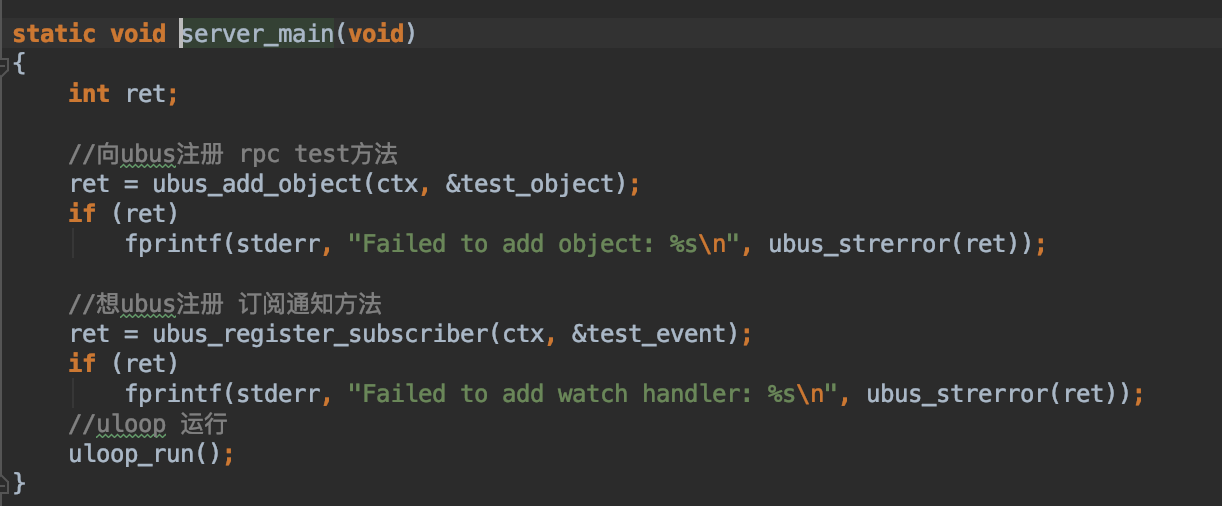 static void server_main(void)
{
    int ret;
    //向ubus注册 rpc test方法
    ret = ubus_add_object(ctx, &test_object);
    if (ret)
        fprintf(stderr, "Failed to add object: %s\n", ubus_strerror(ret));
    //想ubus注册 订阅通知方法
    ret = ubus_register_subscriber(ctx, &test_event);
    if (ret)
        fprintf(stderr, "Failed to add watch handler: %s\n", ubus_strerror(ret));
    //uloop 运行
    uloop_run();
}